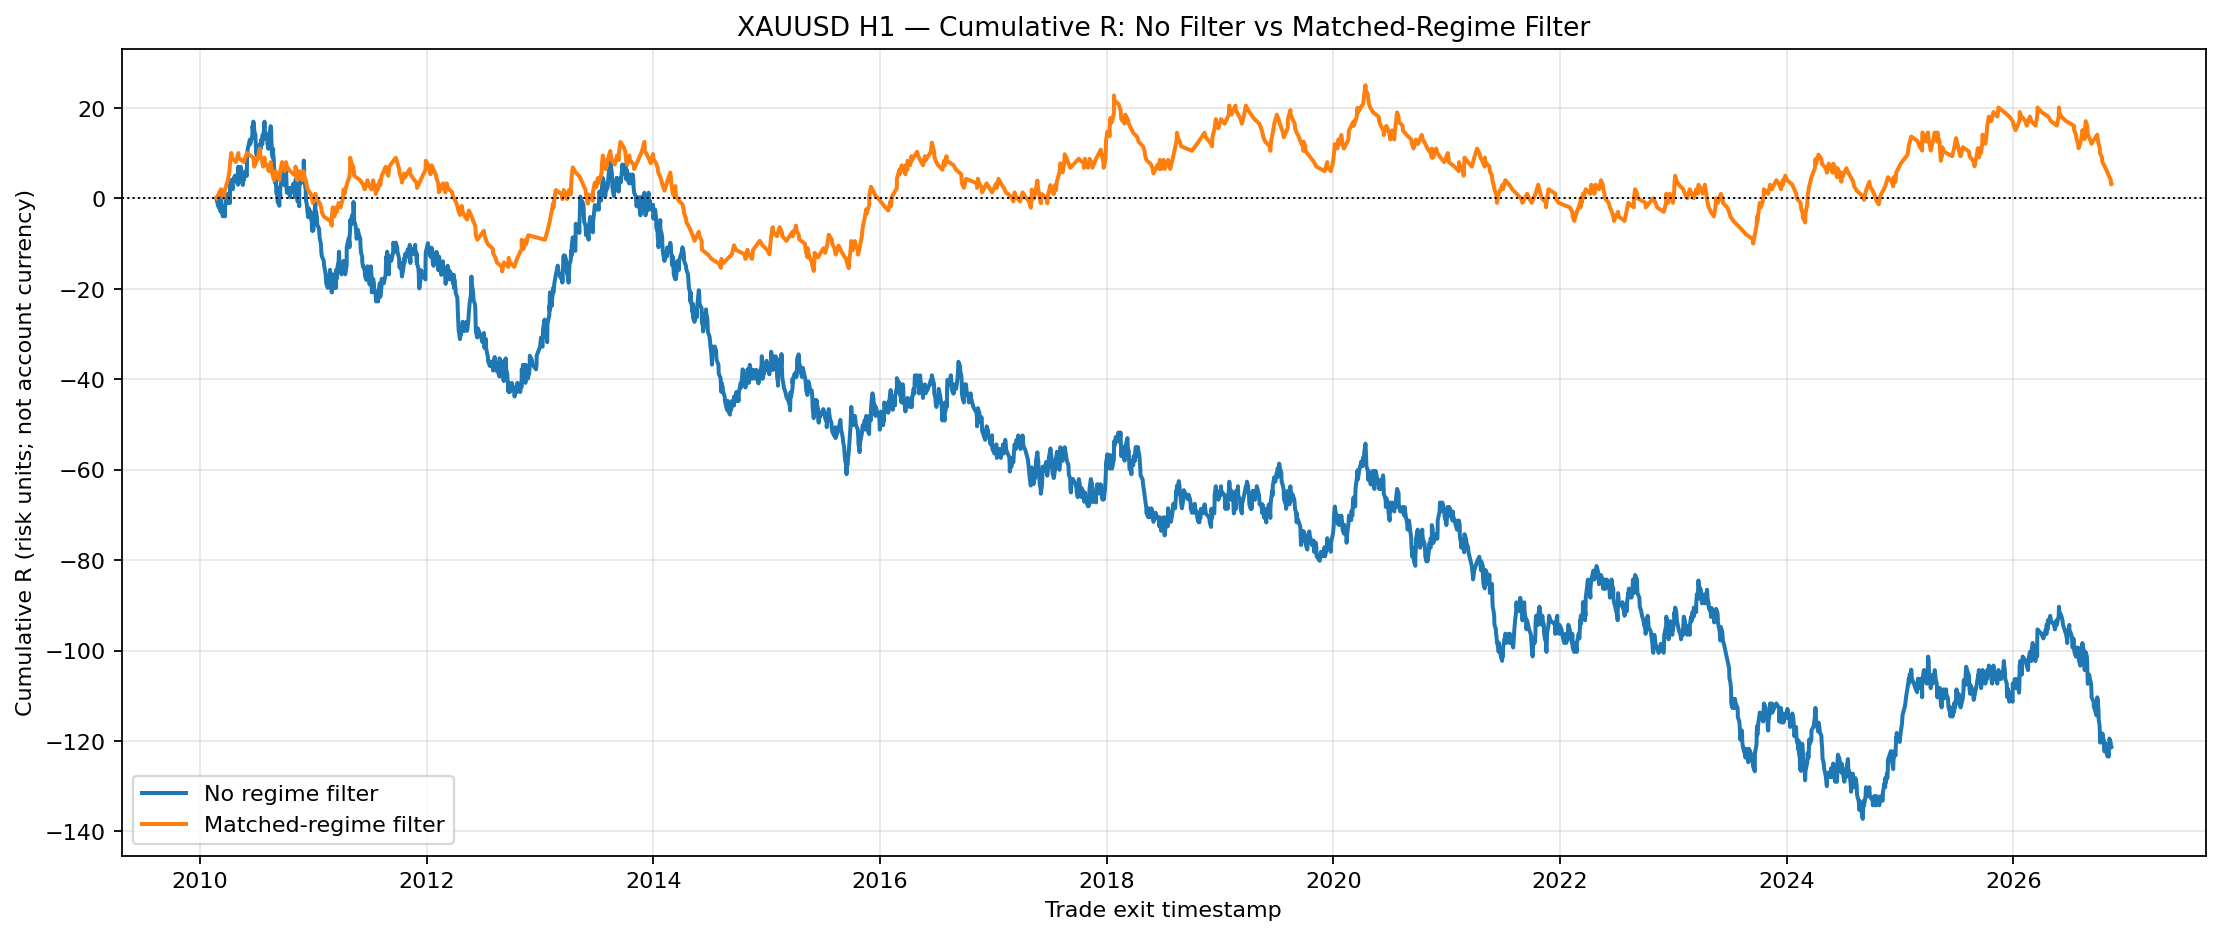 XAUUSD H1 — Cumulative R: No Filter vs Matched-Regime Filter
Cumulative R (risk units; not account currency)
20
0
−20
−40
−60
−80
−100
−120
−140
No regime filter
Matched-regime filter
2010 2012 2014 2016 2018 2020 2022 2024 2026
Trade exit timestamp